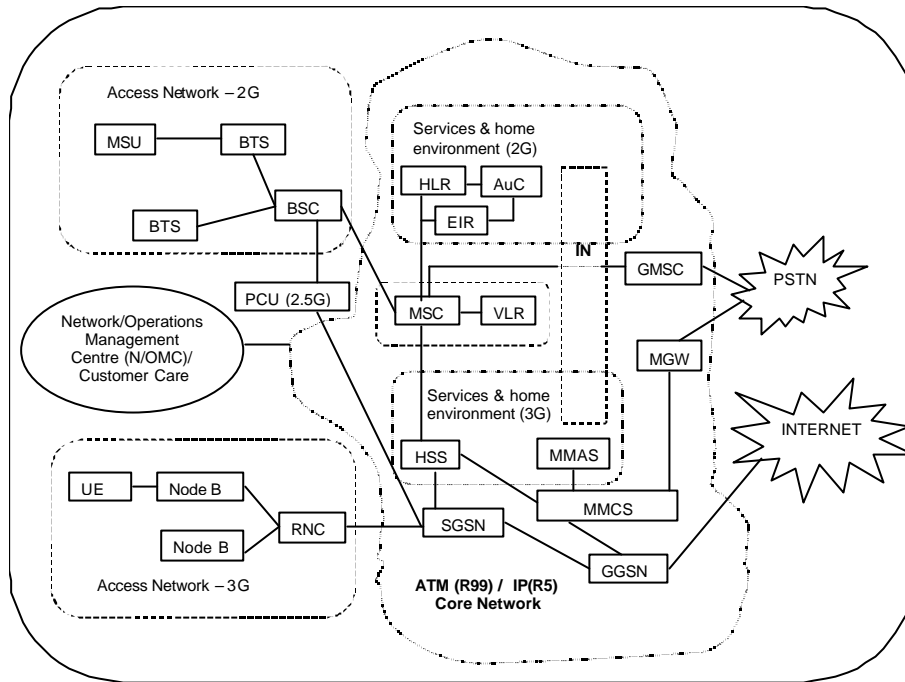 Access Network – 2G
MSU
BTS
BTS
BSC
PCU (2.5G)
Network/Operations
Management
Centre (N/OMC)/
Customer Care
UE
Node B
Node B
RNC
Access Network – 3G
Services & home
environment (2G)
HLR
AuC
EIR
IN
MSC
VLR
GMSC
PSTN
MGW
Services & home
environment (3G)
HSS
MMAS
MMCS
SGSN
GGSN
INTERNET
ATM (R99) / IP(R5)
Core Network